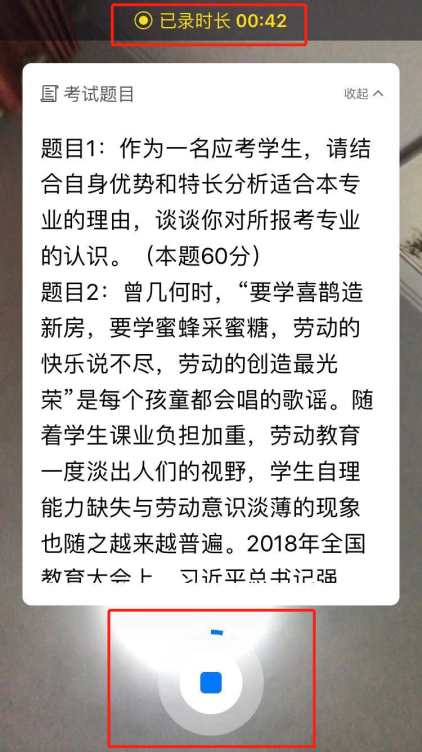 已录时长 00:42
考试题目
收起
题目1：作为一名应考学生，请结
合自身优势和特长分析适合本专
业的理由，谈谈你对所报考专业
的认识。（本题60分）
题目2：曾几何时，“要学喜鹊造
新房，要学蜜蜂采蜜糖，劳动的
快乐说不尽，劳动的创造最光
荣”是每个孩童都会唱的歌谣。随
着学生课业负担加重，劳动教育
一度淡出人们的视野，学生自理
能力缺失与劳动意识淡薄的现象
也随之越来越普遍。2018年全国
教育大会上，习近平总书记强